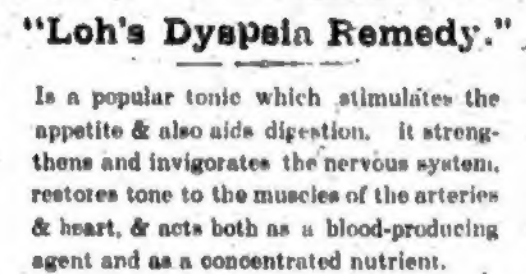 "Loh's Dyspepsia Remedy."
Is a popular tonic which stimulates the
appetite & also aids digestion. It streng-
thens and invigorates the nervous system,
restores tone to the muscles of the arteries
& heart, & acts both as a blood-producing
agent and as a concentrated nutrient.